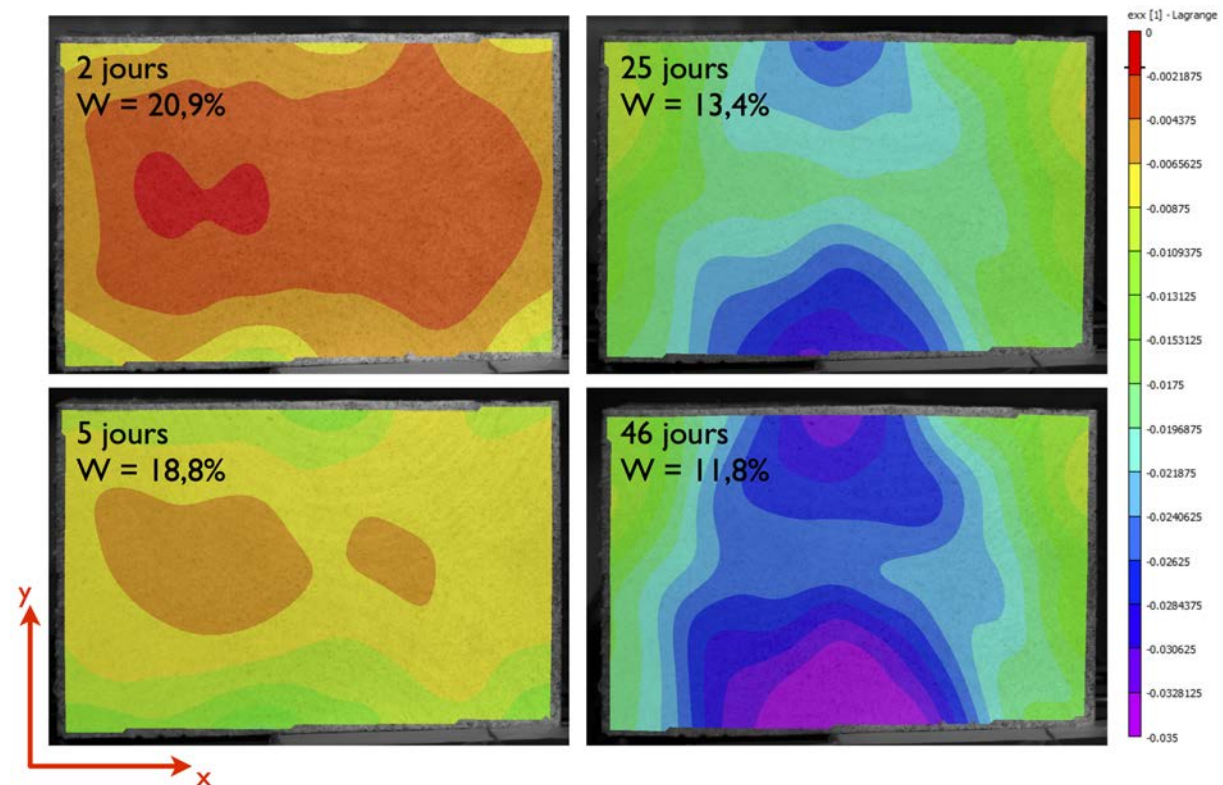 2 jours
W = 20,9%
25 jours
W = 13,4%
5 jours
W = 18,8%
46 jours
W = 11,8%
y
x
exx [1] - Lagrange
0
-0.0021875
-0.004375
-0.0065625
-0.00875
-0.0109375
-0.013125
-0.0153125
-0.0175
-0.0196875
-0.021875
-0.0240625
-0.02625
-0.0284375
-0.030625
-0.0328125
-0.035